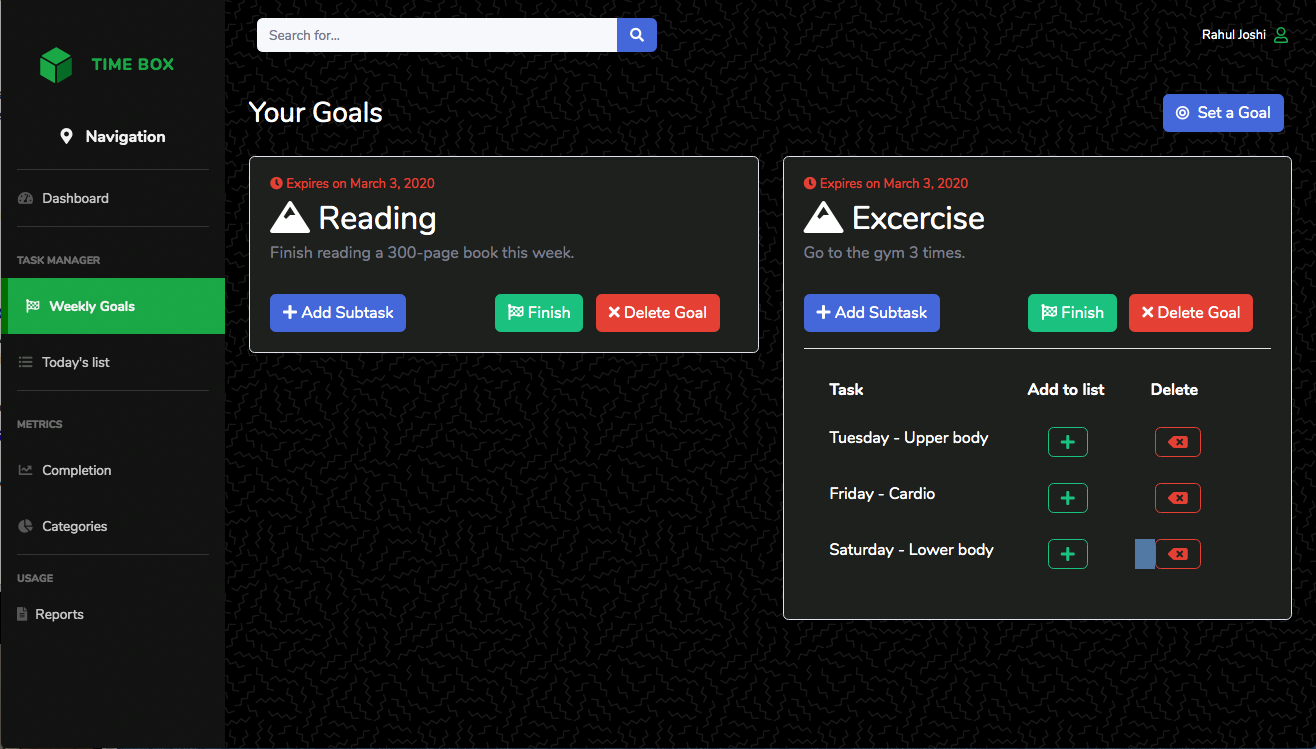 TIME BOX
Navigation
Dashboard
TASK MANAGER
Weekly Goals
Today's list
METRICS
Completion
Categories
USAGE
Reports
Search for...
Rahul Joshi
Your Goals
Set a Goal
Expires on March 3, 2020
Reading
Finish reading a 300-page book this week.
Add Subtask Finish Delete Goal
Expires on March 3, 2020
Excercise
Go to the gym 3 times.
Add Subtask Finish Delete Goal
Task Add to list Delete
Tuesday - Upper body
Friday - Cardio
Saturday - Lower body